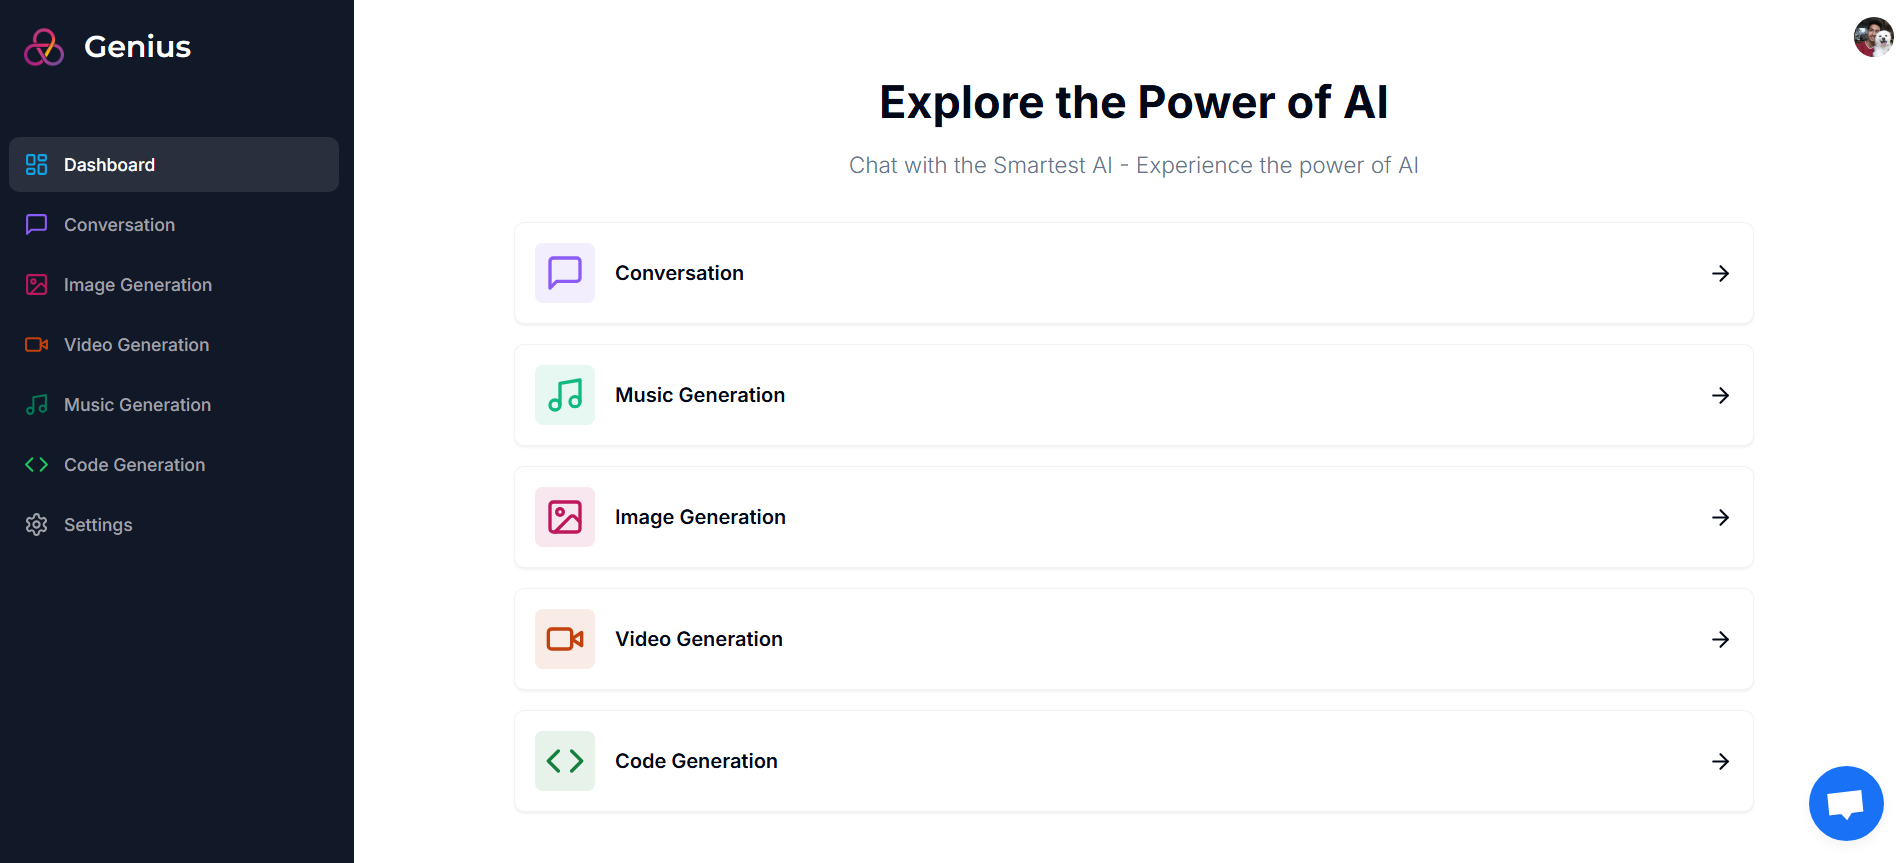 Genius
Dashboard
Conversation
Image Generation
Video Generation
Music Generation
Code Generation
Settings
Explore the Power of AI
Chat with the Smartest AI - Experience the power of AI
Conversation
Music Generation
Image Generation
Video Generation
Code Generation